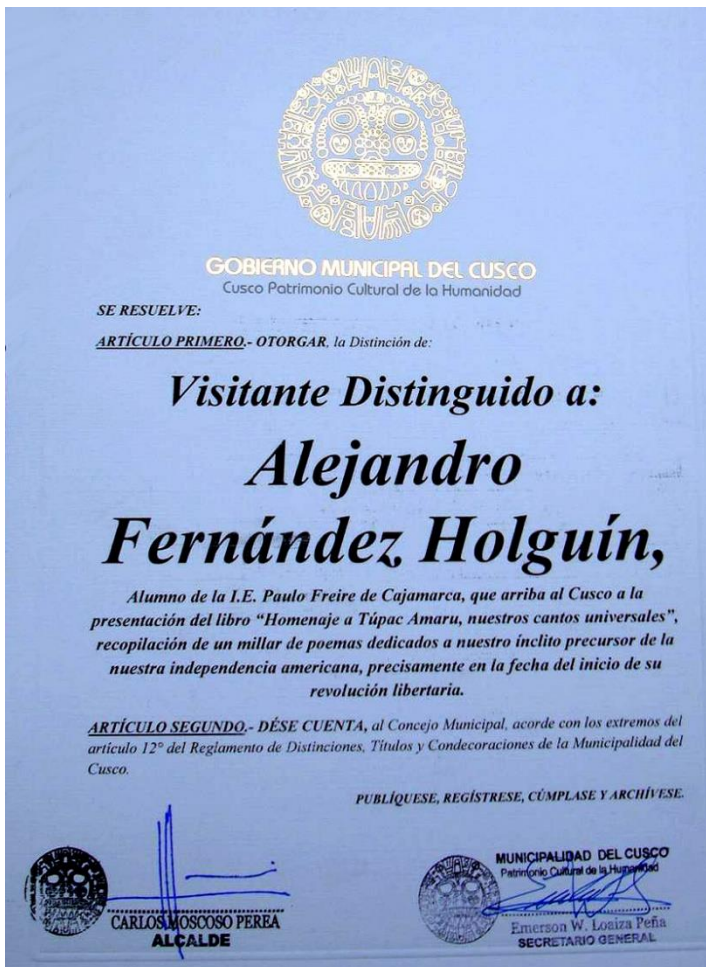 GOBIERNO MUNICIPAL DEL CUSCO
Cusco Patrimonio Cultural de la Humanidad
SE RESUELVE:
ARTÍCULO PRIMERO.- OTORGAR, la Distinción de:
Visitante Distinguido a:
Alejandro
Fernández Holguín,
Alumno de la I.E. Paulo Freire de Cajamarca, que arriba al Cusco a la
presentación del libro “Homenaje a Túpac Amaru, nuestros cantos universales”,
recopilación de un millar de poemas dedicados a nuestro ínclito precursor de la
nuestra independencia americana, precisamente en la fecha del inicio de su
revolución libertaria.
ARTÍCULO SEGUNDO.- DÉSE CUENTA, al Concejo Municipal, acorde con los extremos del
artículo 12° del Reglamento de Distinciones, Títulos y Condecoraciones de la Municipalidad del
Cusco.
PUBLÍQUESE, REGÍSTRESE, CÚMPLASE Y ARCHÍVESE.
CARLOS MOSCOSO PEREA
ALCALDE
MUNICIPALIDAD DEL CUSCO
Patrimonio Cultural de la Humanidad
Emerson W. Loaiza Peña
SECRETARIO GENERAL